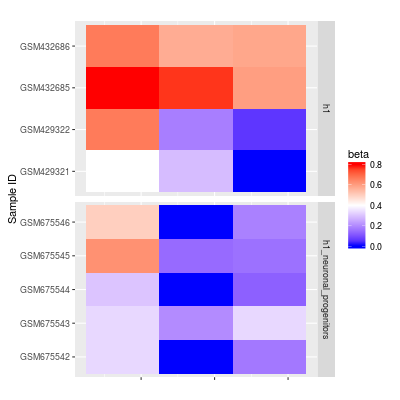 GSM432686
GSM432685
GSM429322
GSM429321
h1
GSM675546
GSM675545
GSM675544
GSM675543
GSM675542
h1_neuronal_progenitors
Sample ID
beta
0.8
0.6
0.4
0.2
0.0